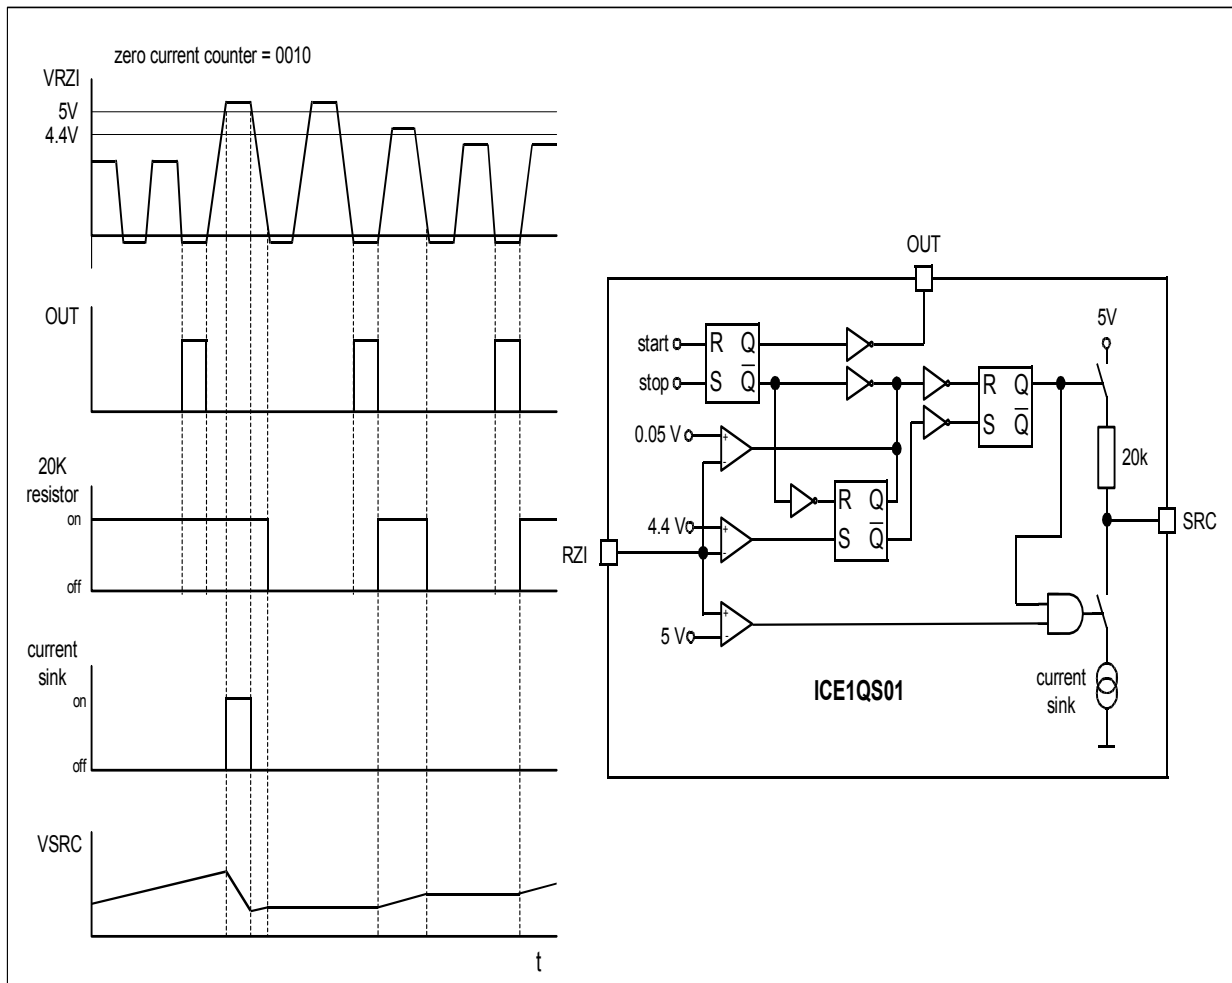 zero current counter = 0010
VRZI
5V
4.4V
OUT
20K
resistor
on
off
current
sink
on
off
VSRC
t
OUT
start
R Q
stop
S Q̅
5V
R Q
S Q̅
0.05 V
20k
R Q
4.4 V
S Q̅
SRC
RZI
5 V
ICE1QS01
current
sink
+
-
+
-
+
-